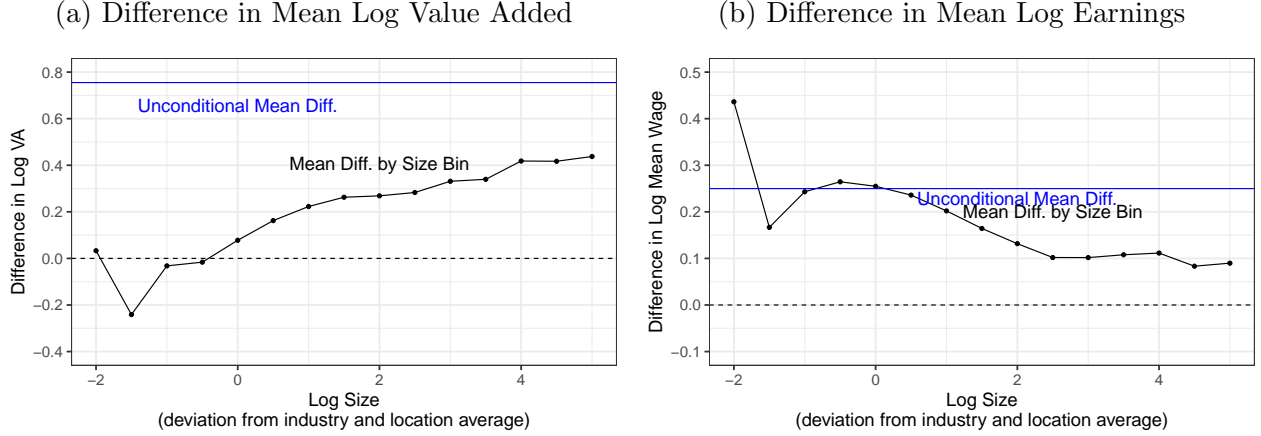 (a) Difference in Mean Log Value Added
Difference in Log VA
0.8
0.6
0.4
0.2
0.0
−0.2
−0.4
Unconditional Mean Diff.
Mean Diff. by Size Bin
−2 0 2 4
Log Size
(deviation from industry and location average)
(b) Difference in Mean Log Earnings
Difference in Log Mean Wage
0.5
0.4
0.3
0.2
0.1
0.0
−0.1
Unconditional Mean Diff.
Mean Diff. by Size Bin
−2 0 2 4
Log Size
(deviation from industry and location average)